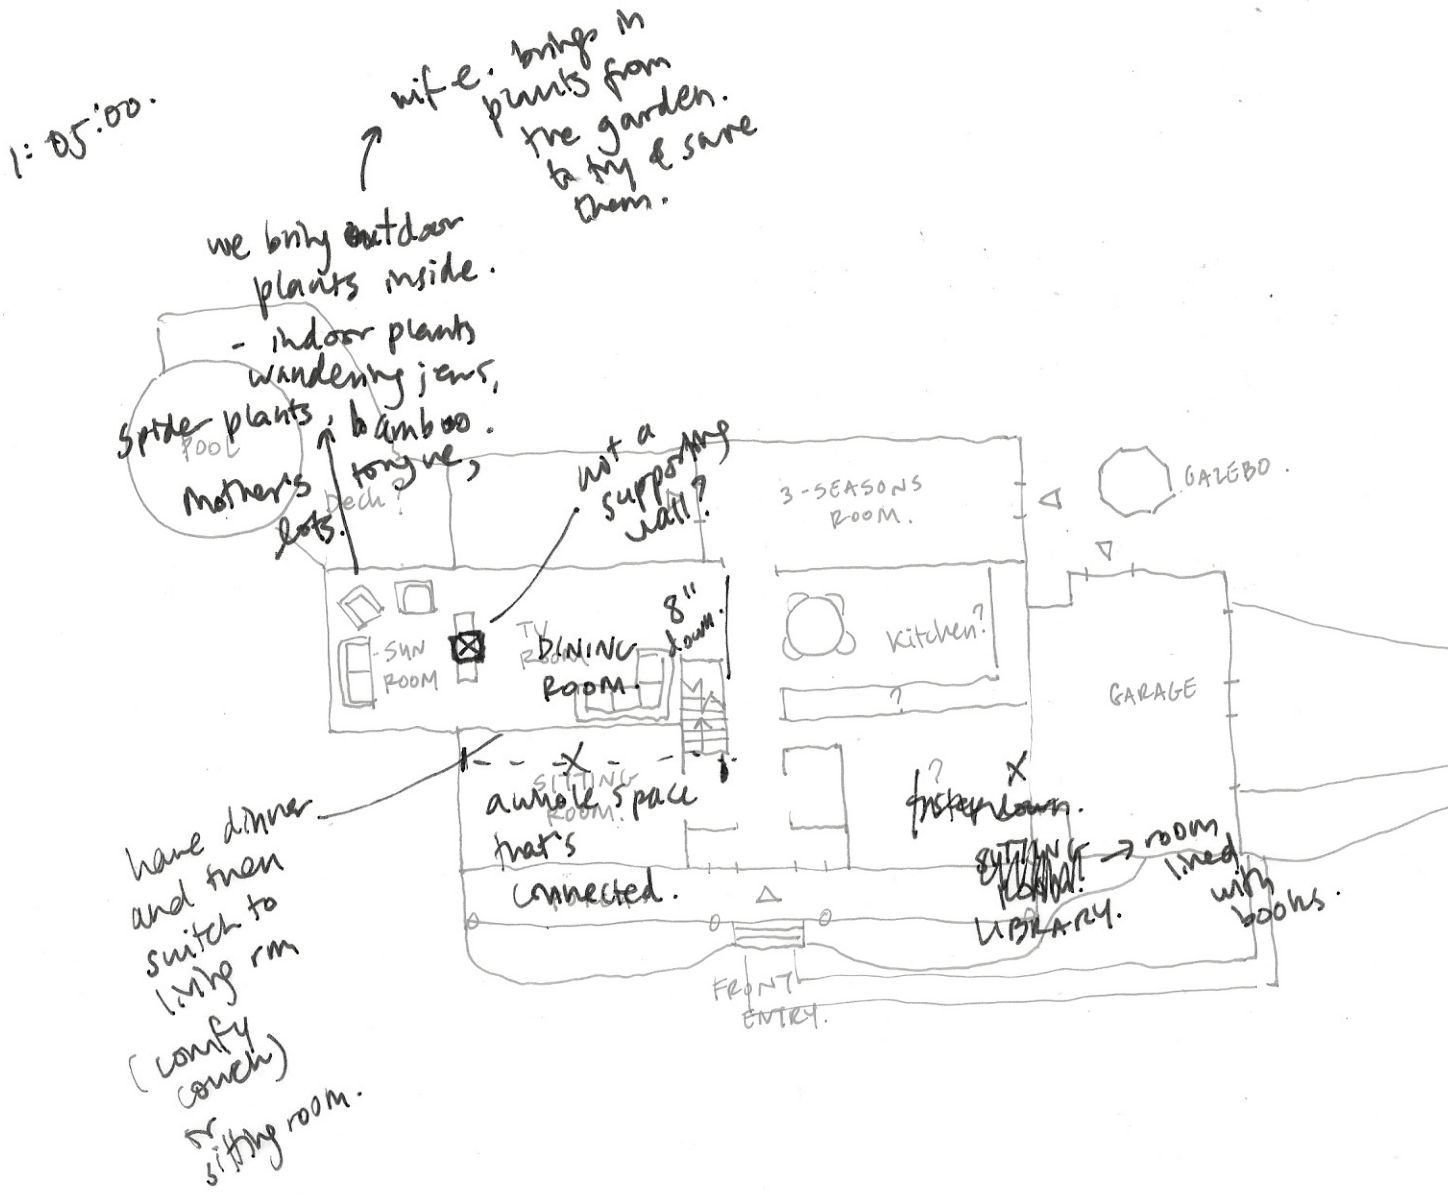 1:05:00.
wife. brings in
plants from
the garden.
to try & save
them.
we bring outdoor
plants inside.
- indoor plants
wandering jews,
spider plants, bamboo.
POOL
tongue,
Mother's
Deck?
lots.
not a
supporting
wall?
3-SEASONS
ROOM.
GAZEBO.
8"
down.
SUN
ROOM
TV
ROOM
DINING
ROOM.
Kitchen?
?
GARAGE
SITTING
ROOM.
a whole space
that's
connected.
have dinner
and then
switch to
living rm
(comfy
couch)
or
sitting room.
?
X
→ room
lined
with
books.
LIBRARY.
FRONT
ENTRY.